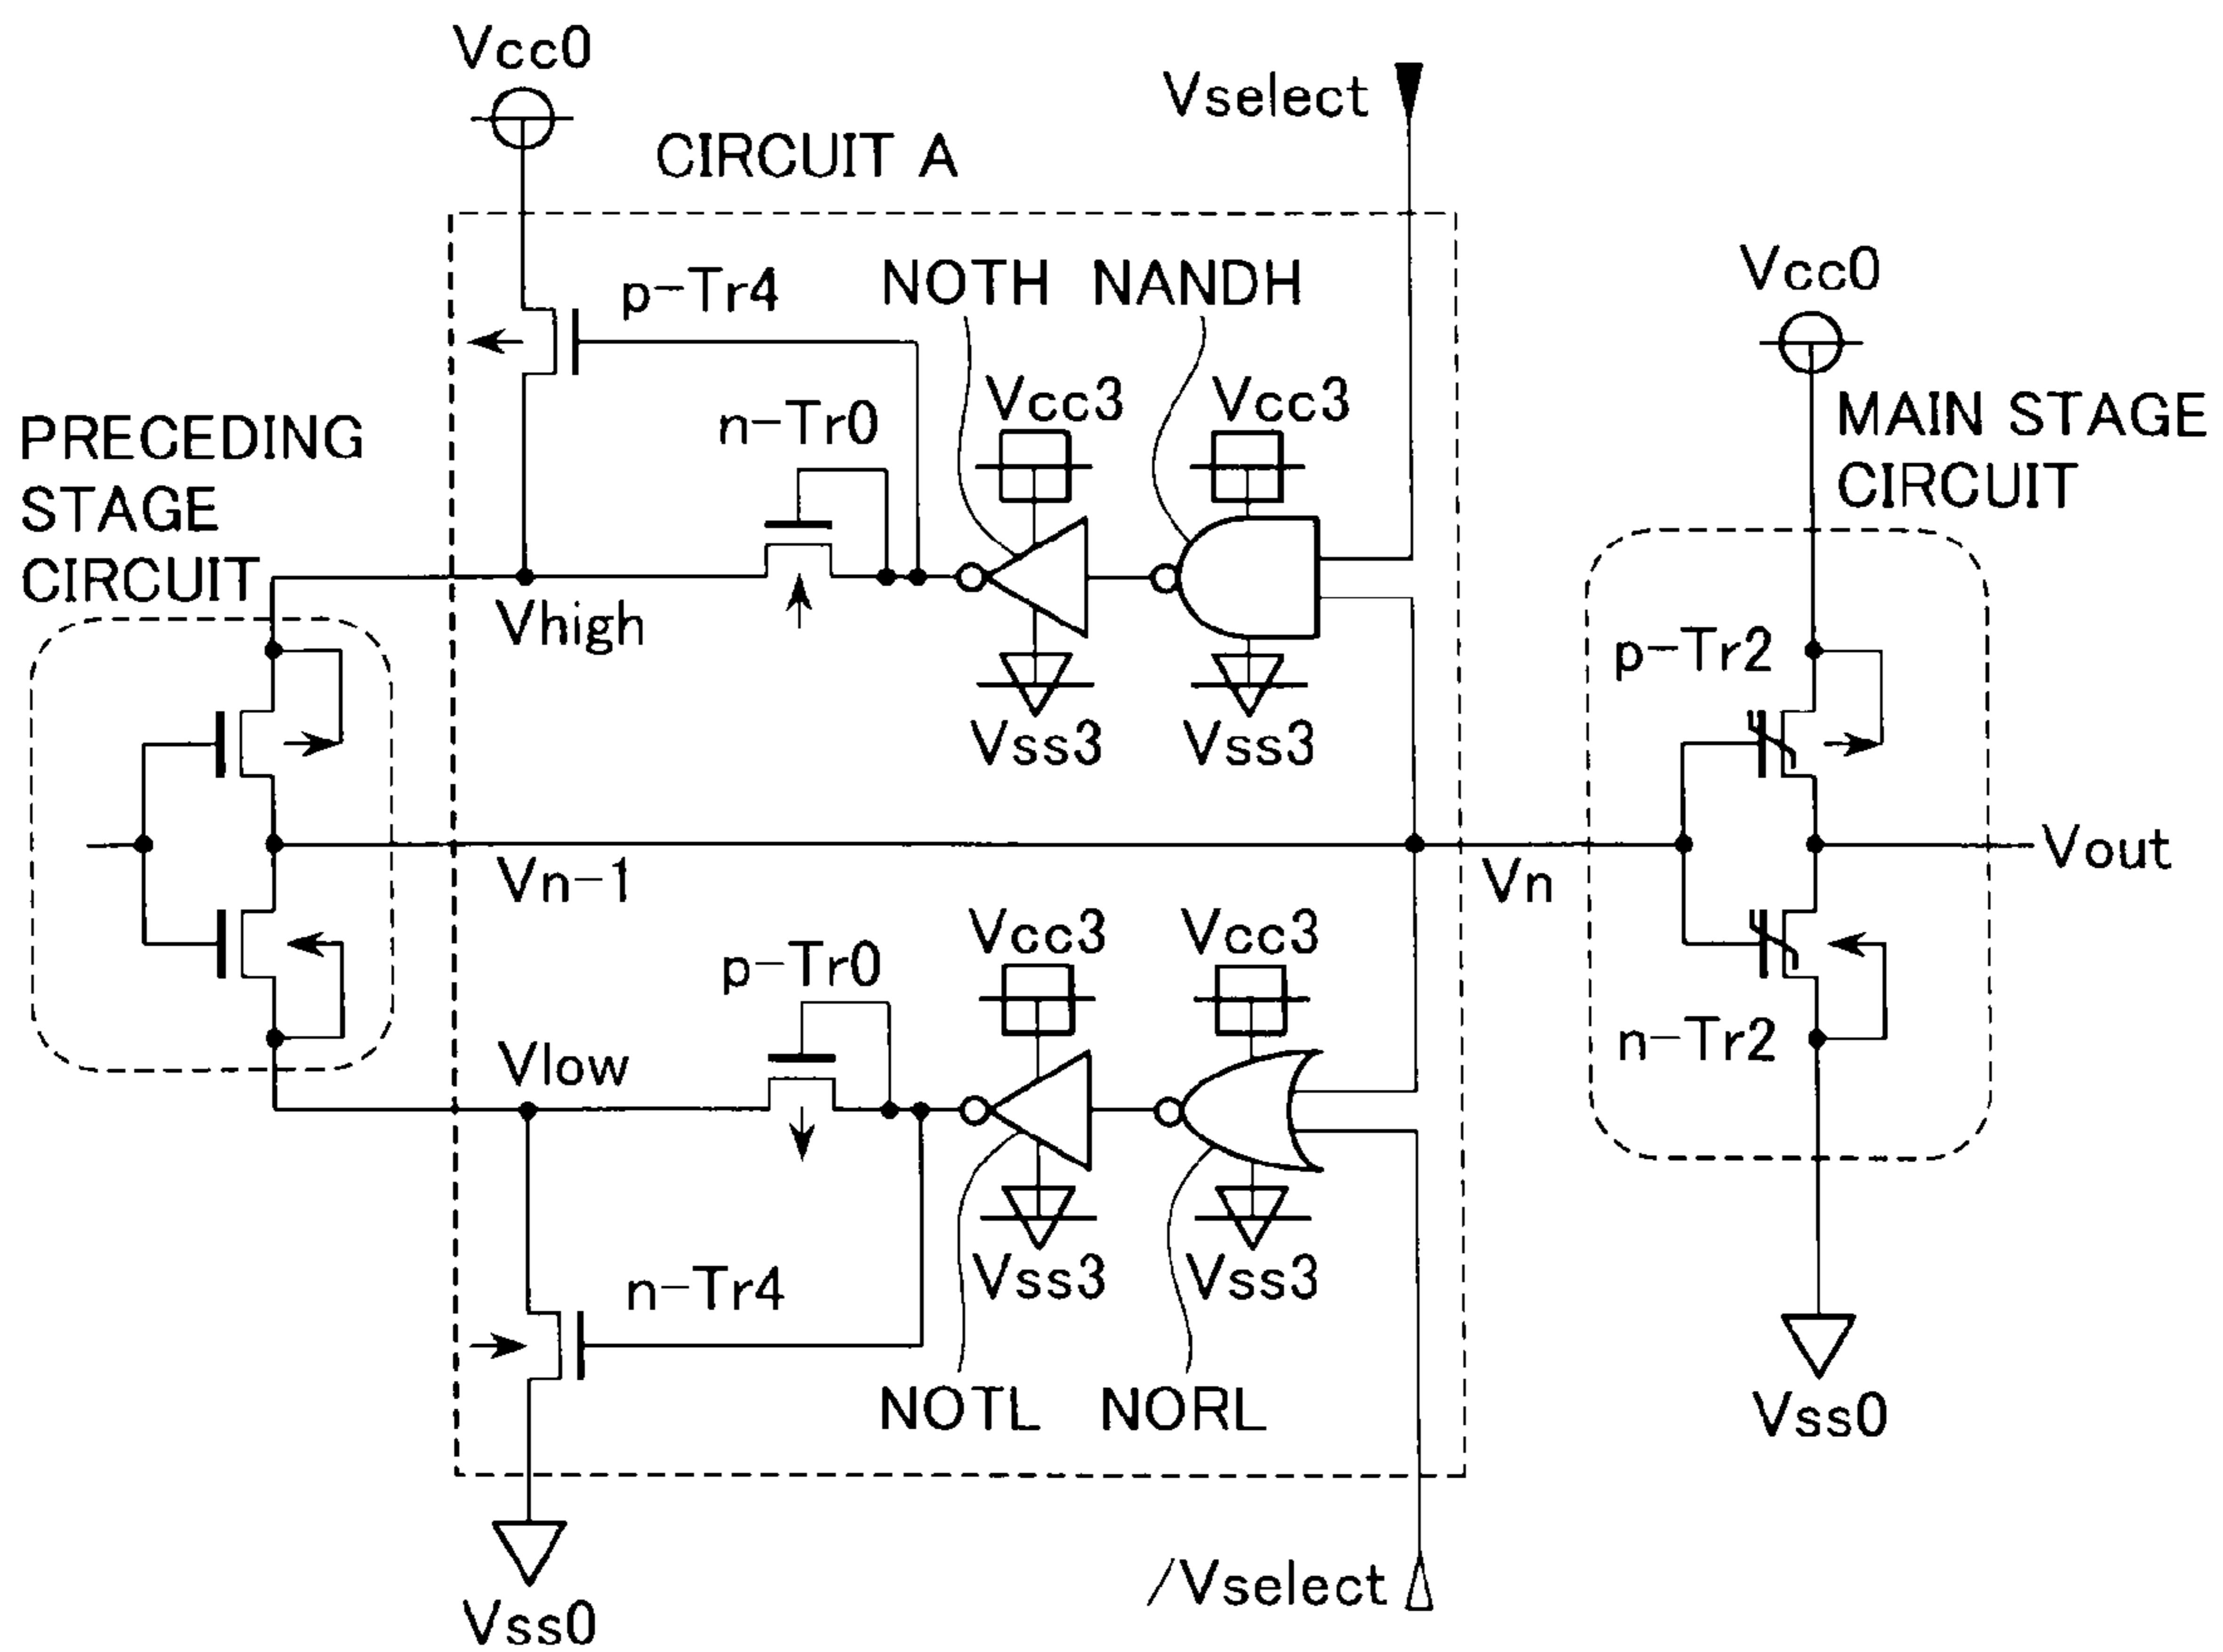 Vcc0
Vselect
CIRCUIT A
Vcc0
p-Tr4
NOTH
NANDH
Vcc3
Vcc3
n-Tr0
MAIN STAGE
CIRCUIT
PRECEDING
STAGE
CIRCUIT
Vhigh
p-Tr2
Vss3
Vss3
Vn-1
Vn
Vout
Vcc3
Vcc3
p-Tr0
Vlow
n-Tr2
Vss3
Vss3
n-Tr4
NOTL
NORL
Vss0
/Vselect
Vss0